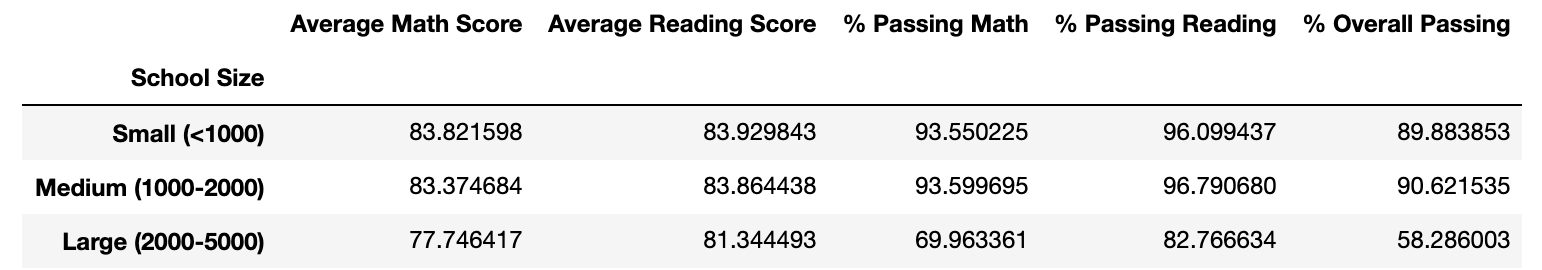 Average Math Score Average Reading Score % Passing Math % Passing Reading % Overall Passing
School Size
Small (<1000) 83.821598 83.929843 93.550225 96.099437 89.883853
Medium (1000-2000) 83.374684 83.864438 93.599695 96.790680 90.621535
Large (2000-5000) 77.746417 81.344493 69.963361 82.766634 58.286003